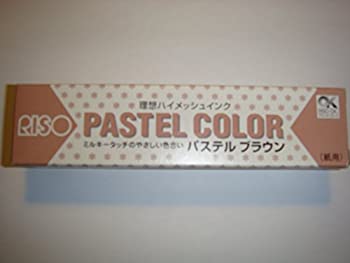 理想ハイメッシュインク
RISO PASTEL COLOR
ミルキータッチのやさしい色合い パステル ブラウン
(紙用)